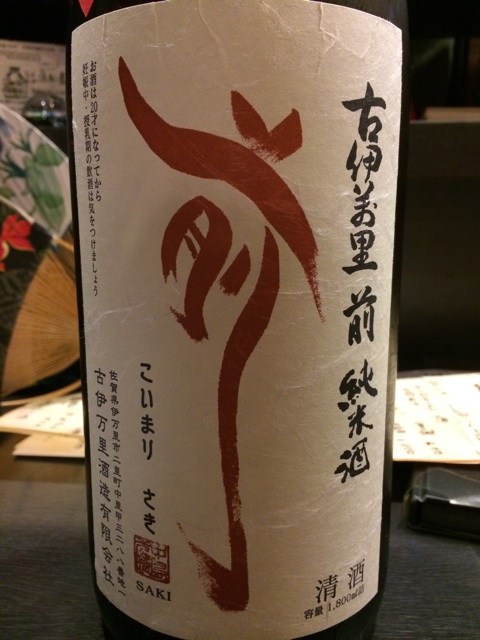 古伊萬里 前 純米酒
前
お酒は20才になってから
妊娠中・授乳期の飲酒は気をつけましょう
こいまり さき
佐賀県伊万里市二里町中里甲三二八八番地一
古伊万里酒造有限会社
SAKI
清酒
容量 1,800ml詰